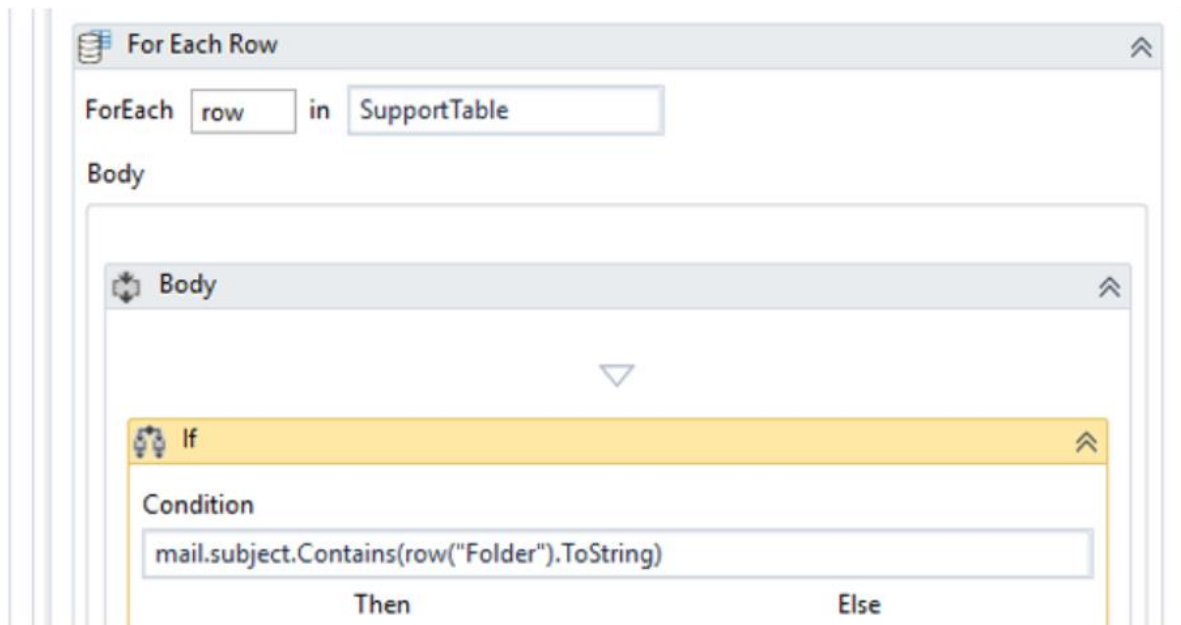 For Each Row
ForEach row in SupportTable
Body
Body
If
Condition
mail.subject.Contains(row("Folder").ToString)
Then Else